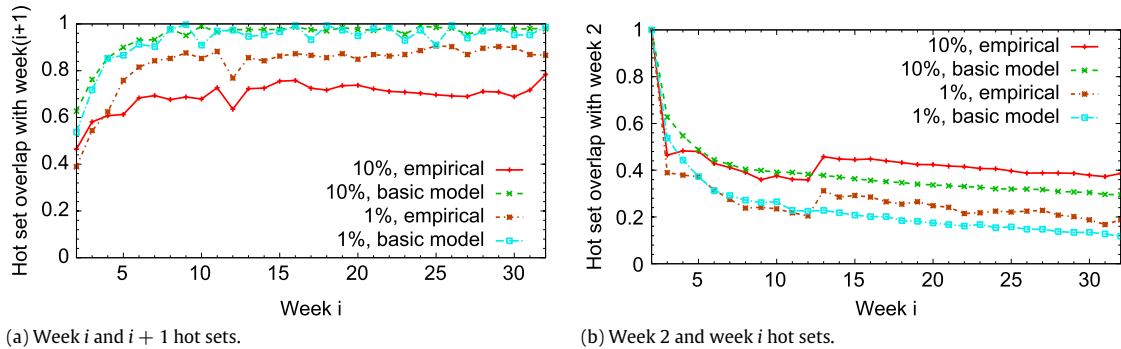 Hot set overlap with week(i+1)
1
0.8
0.6
0.4
0.2
0
10%, empirical
10%, basic model
1%, empirical
1%, basic model
5
10
15
20
25
30
Week i
(a) Week i and i + 1 hot sets.
Hot set overlap with week 2
1
0.8
0.6
0.4
0.2
0
10%, empirical
10%, basic model
1%, empirical
1%, basic model
5
10
15
20
25
30
Week i
(b) Week 2 and week i hot sets.